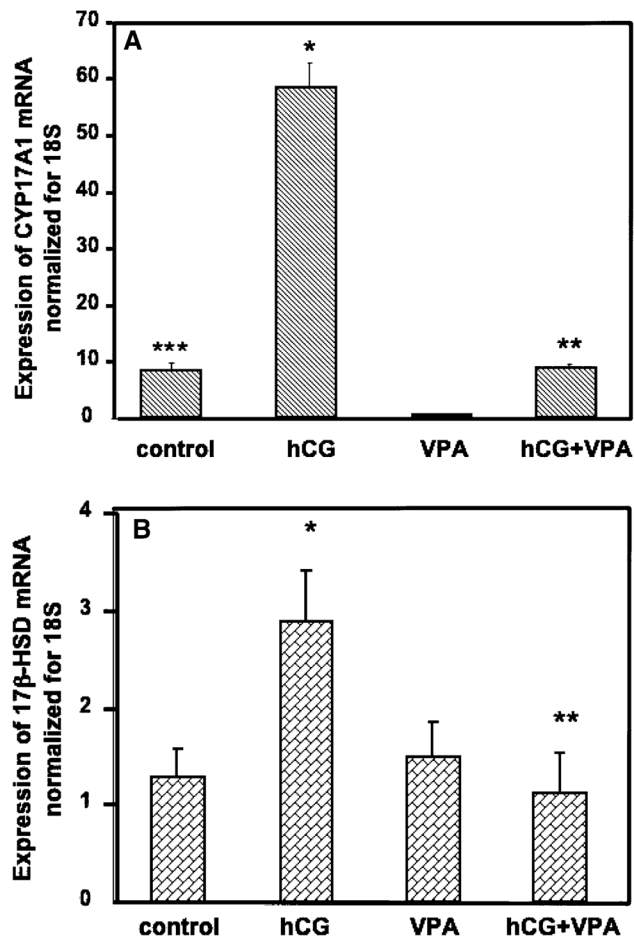 A
Expression of CYP17A1 mRNA
normalized for 18S
70
60
50
40
30
20
10
0
*
***
**
control hCG VPA hCG+VPA
B
Expression of 17β-HSD mRNA
normalized for 18S
4
3
2
1
0
*
**
control hCG VPA hCG+VPA